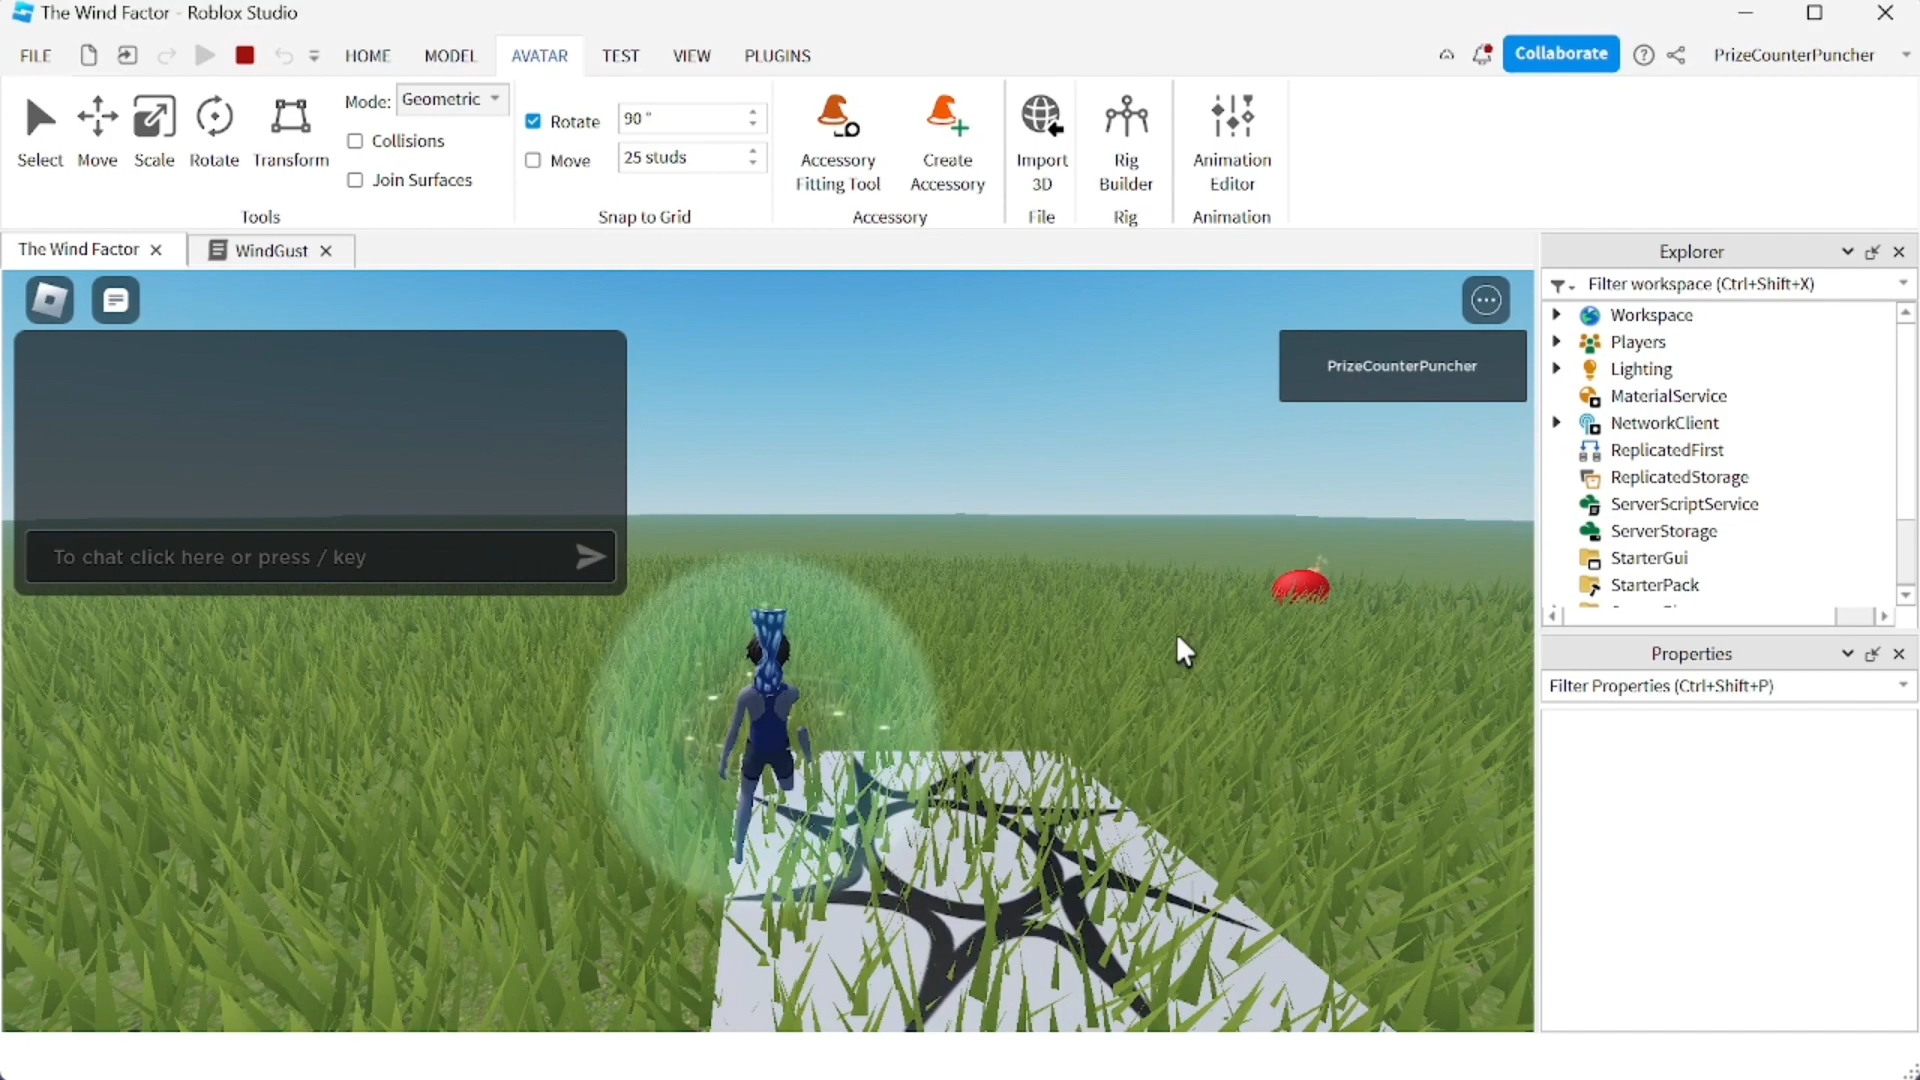 The Wind Factor - Roblox Studio
FILE HOME MODEL AVATAR TEST VIEW PLUGINS Collaborate PrizeCounterPuncher
Select Move Scale Rotate Transform
Mode: Geometric
Collisions
Join Surfaces
Tools
Rotate 90 °
Move 25 studs
Snap to Grid
Accessory Fitting Tool
Create Accessory
Accessory
Import 3D
File
Rig Builder
Rig
Animation Editor
Animation
The Wind Factor
WindGust
To chat click here or press / key
PrizeCounterPuncher
Explorer
Filter workspace (Ctrl+Shift+X)
Workspace
Players
Lighting
MaterialService
NetworkClient
ReplicatedFirst
ReplicatedStorage
ServerScriptService
ServerStorage
StarterGui
StarterPack
Properties
Filter Properties (Ctrl+Shift+P)